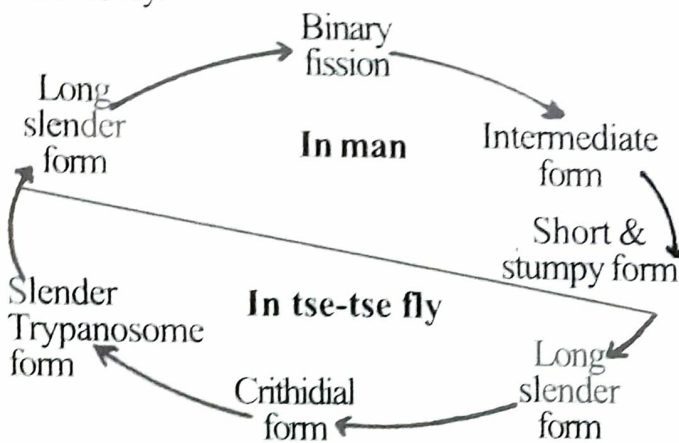 Binary
fission
Long
slender
form
In man
Intermediate
form
Short &
stumpy form
Slender
Trypanosome
form
In tse-tse fly
Long
slender
form
Crithidial
form